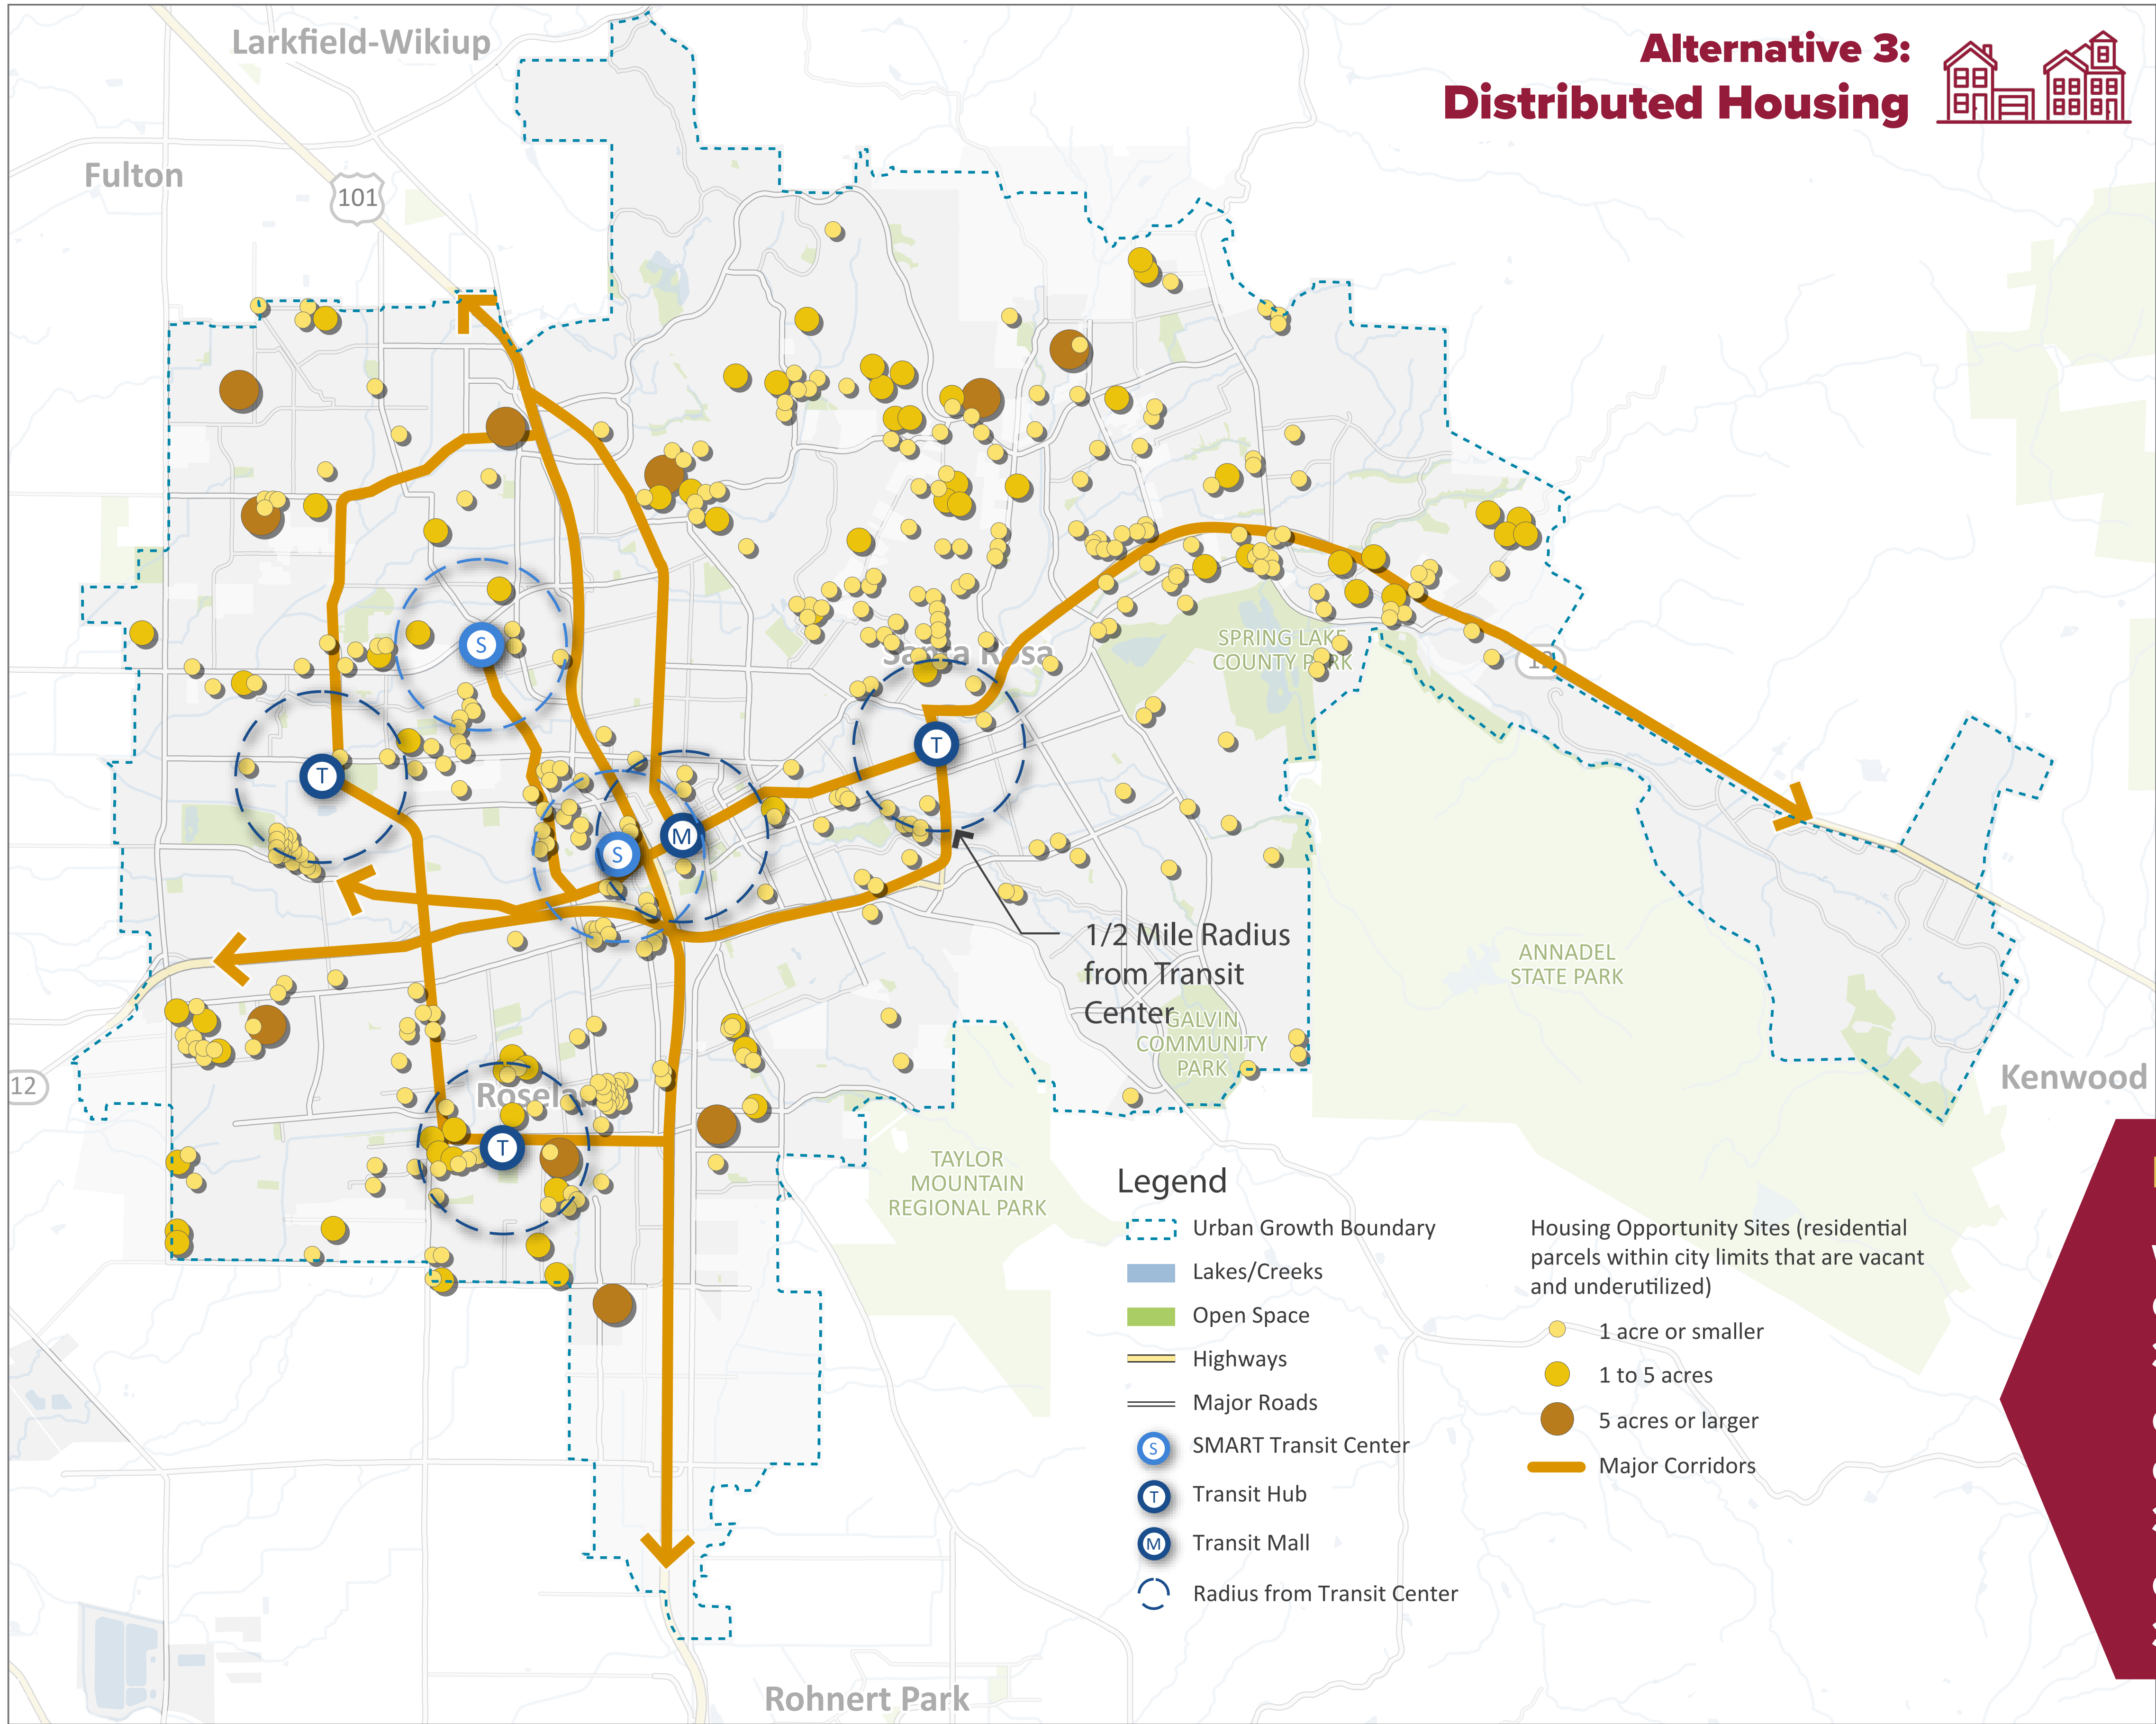 Alternative 3:
Distributed Housing
Larkfield-Wikiup
Fulton
101
Santa Rosa
SPRING LAKE
COUNTY PARK
12
S
T
T
M
S
1/2 Mile Radius
from Transit
Center
ANNADEL
STATE PARK
GALVIN
COMMUNITY
PARK
Kenwood
12
T
TAYLOR
MOUNTAIN
REGIONAL PARK
Rohnert Park
Legend
Urban Growth Boundary
Lakes/Creeks
Open Space
Highways
Major Roads
S SMART Transit Center
T Transit Hub
M Transit Mall
Radius from Transit Center
Housing Opportunity Sites (residential
parcels within city limits that are vacant
and underutilized)
1 acre or smaller
1 to 5 acres
5 acres or larger
Major Corridors